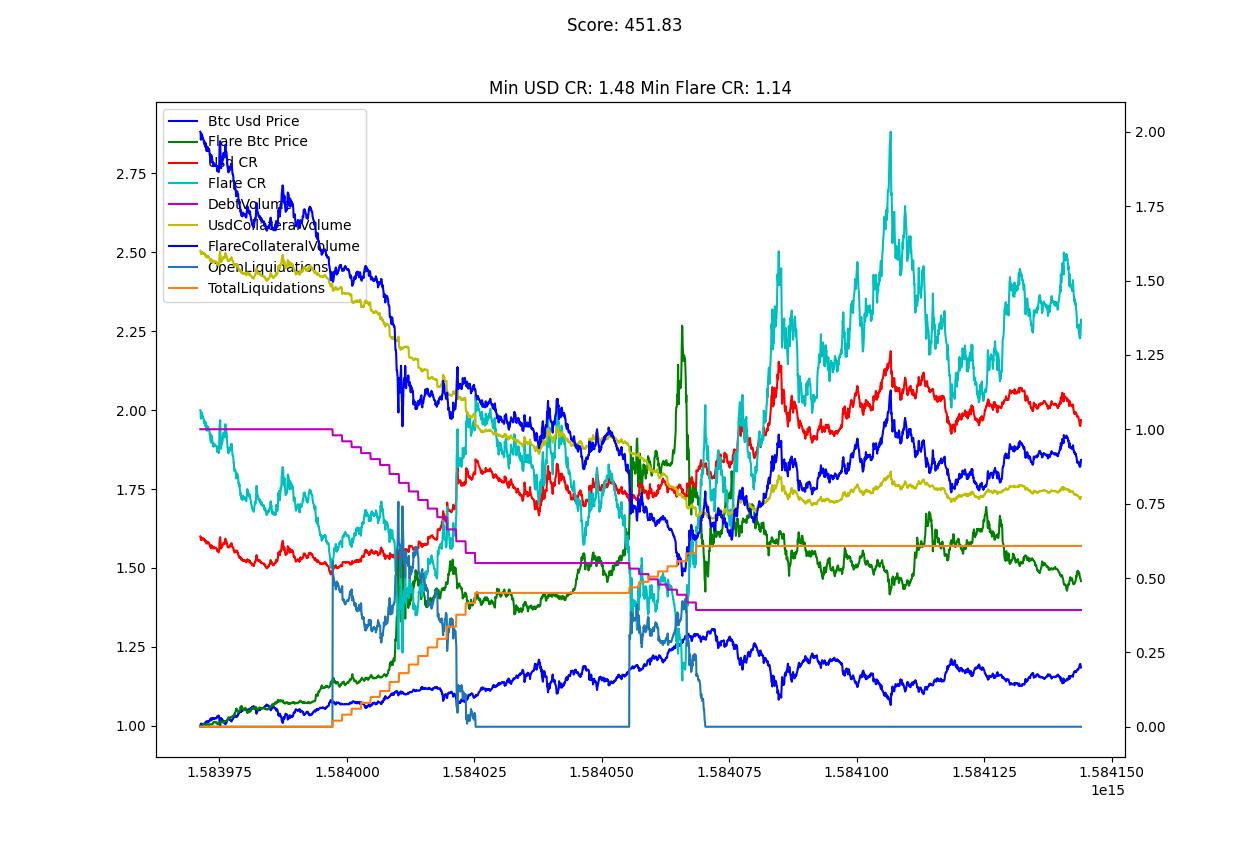 Score: 451.83
Min USD CR: 1.48 Min Flare CR: 1.14
Btc Usd Price
Flare Btc Price
Usd CR
Flare CR
DebtVolume
UsdCollateralVolume
FlareCollateralVolume
OpenLiquidations
TotalLiquidations
2.75
2.50
2.25
2.00
1.75
1.50
1.25
1.00
2.00
1.75
1.50
1.25
1.00
0.75
0.50
0.25
0.00
1.583975 1.584000 1.584025 1.584050 1.584075 1.584100 1.584125 1.584150
1e15